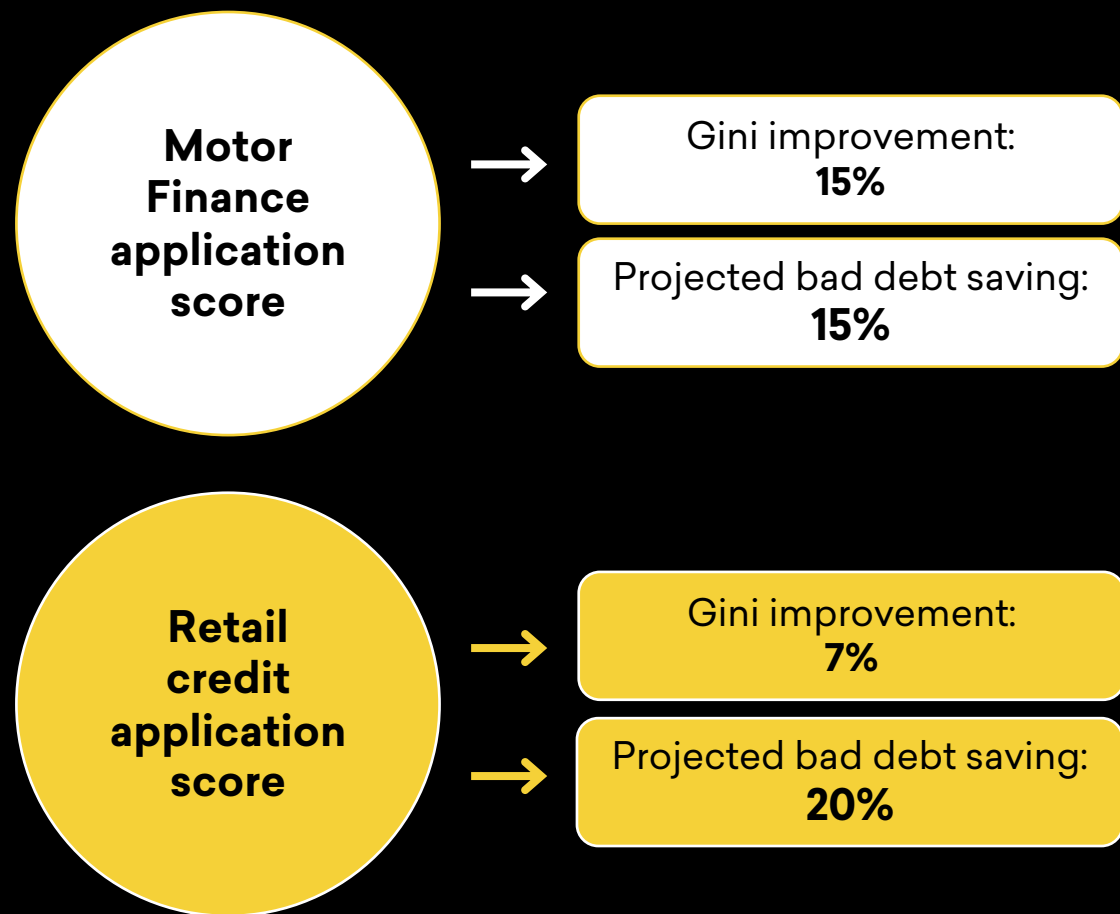 Motor
Finance
application
score
Gini improvement:
15%
Projected bad debt saving:
15%
Retail
credit
application
score
Gini improvement:
7%
Projected bad debt saving:
20%